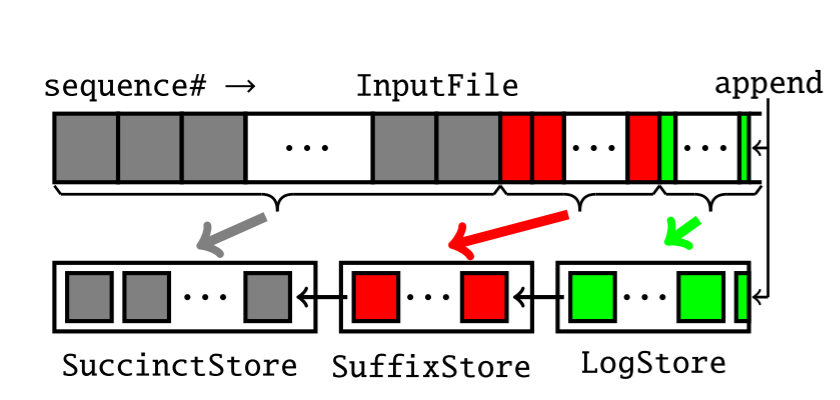 sequence# → InputFile append
... ... ...
... ... ...
SuccinctStore SuffixStore LogStore